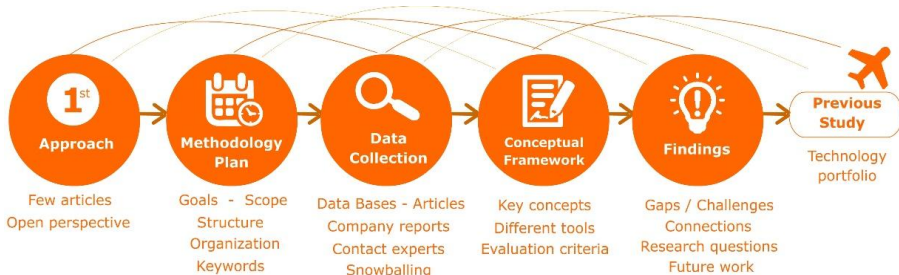 1st
Approach
Few articles
Open perspective
Methodology
Plan
Goals - Scope
Structure
Organization
Keywords
Data
Collection
Data Bases - Articles
Company reports
Contact experts
Snowballing
Conceptual
Framework
Key concepts
Different tools
Evaluation criteria
Findings
Gaps / Challenges
Connections
Research questions
Future work
Previous
Study
Technology
portfolio